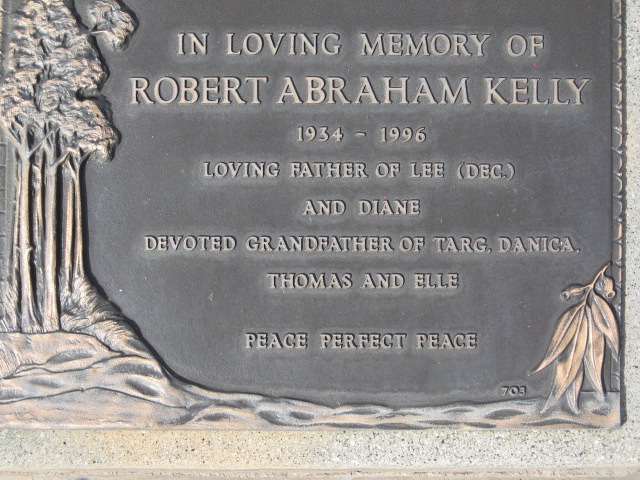 IN LOVING MEMORY OF
ROBERT ABRAHAM KELLY
1934 - 1996
LOVING FATHER OF LEE (DEC.)
AND DIANE
DEVOTED GRANDFATHER OF TARG, DANICA,
THOMAS AND ELLE
PEACE PERFECT PEACE
703